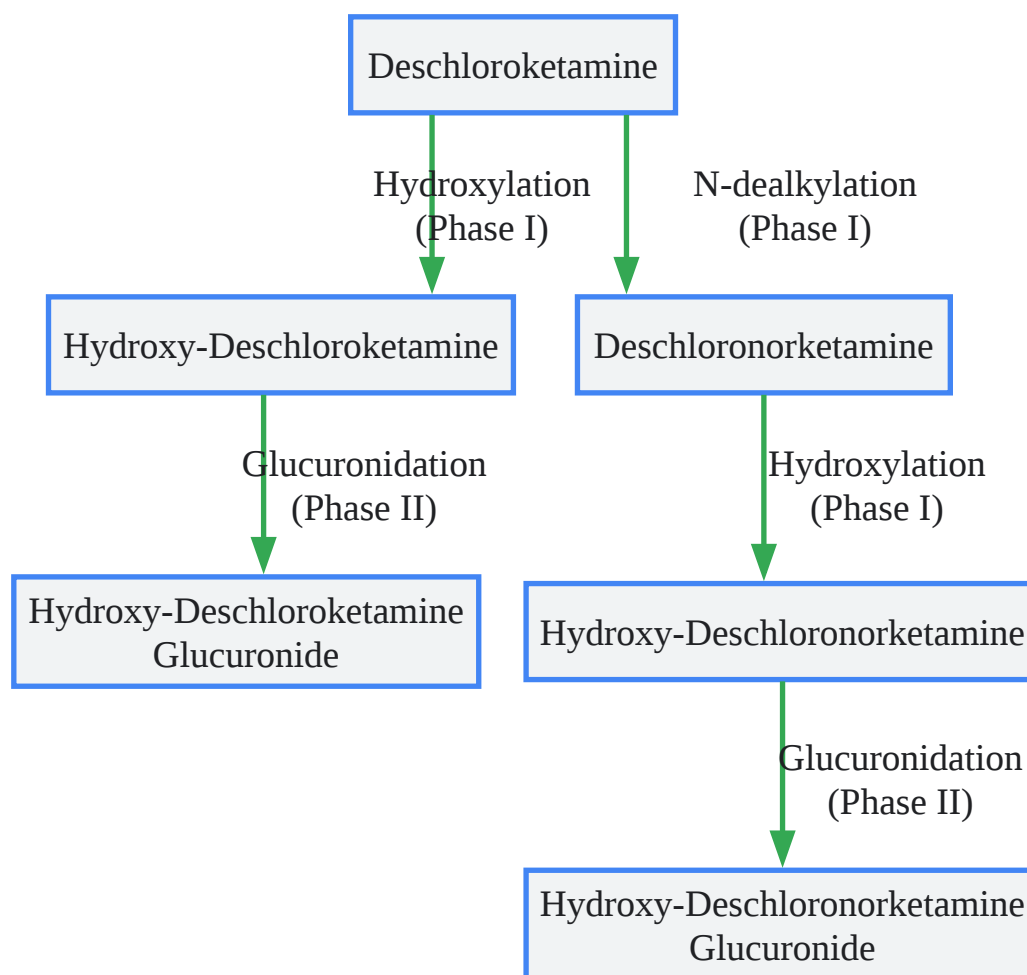 Deschloroketamine
Hydroxylation
(Phase I)
N-dealkylation
(Phase I)
Hydroxy-Deschloroketamine
Deschloronorketamine
Glucuronidation
(Phase II)
Hydroxylation
(Phase I)
Hydroxy-Deschloroketamine
Glucuronide
Hydroxy-Deschloronorketamine
Glucuronidation
(Phase II)
Hydroxy-Deschloronorketamine
Glucuronide